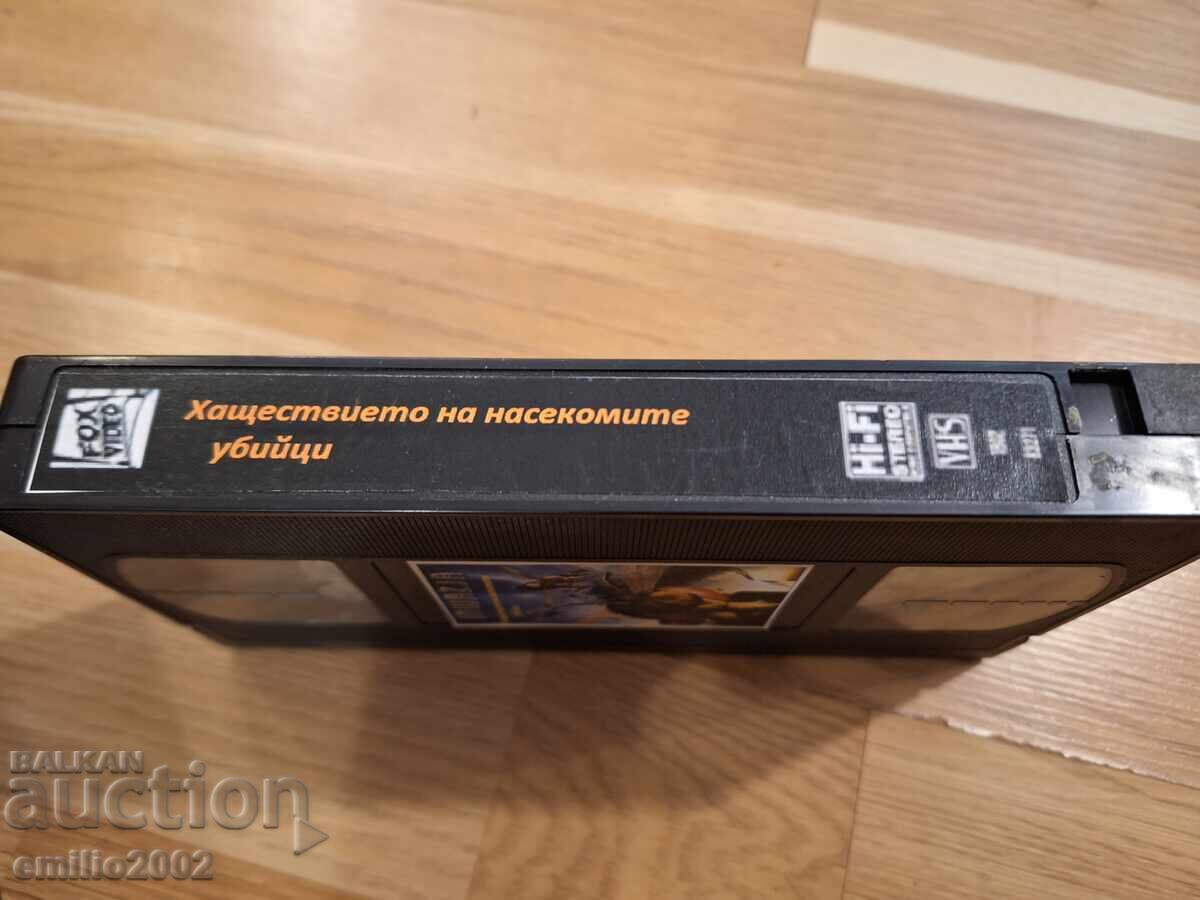 FOX
VIDEO
Хаществието на насекомите
убийци
Hi-Fi
STEREO
VHS
BALKAN
auction
emilio2002